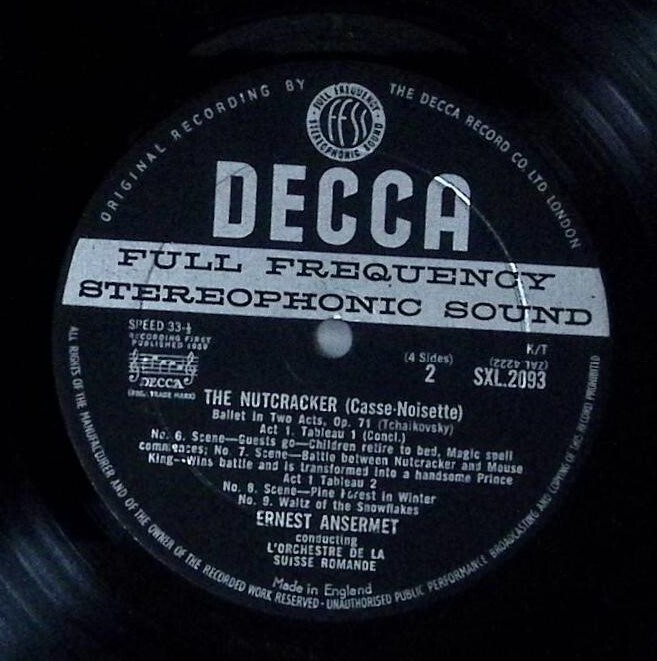 ORIGINAL RECORDING BY
THE DECCA RECORD CO. LTD LONDON
FULL FREQUENCY
FFSS
STEREOPHONIC SOUND
DECCA
FULL FREQUENCY
STEREOPHONIC SOUND
SPEED 33-⅓
RECORDING FIRST
PUBLISHED 1959
DECCA
(REG. TRADE MARK)
K/T
(4 Sides)
(ZAL 4222)
2
SXL.2093
THE NUTCRACKER (Casse-Noisette)
Ballet in Two Acts, Op. 71 (Tchaikovsky)
Act 1. Tableau 1 (Concl.)
No. 6. Scene—Guests go—Children retire to bed, Magic spell
commences; No. 7. Scene—Battle between Nutcracker and Mouse
King—Wins battle and is transformed into a handsome Prince
Act 1 Tableau 2
No. 8. Scene—Pine Forest in Winter
No. 9. Waltz of the Snowflakes
ERNEST ANSERMET
conducting
L'ORCHESTRE DE LA
SUISSE ROMANDE
Made in England
ALL RIGHTS OF THE MANUFACTURER AND OF THE OWNER OF THE RECORDED WORK RESERVED · UNAUTHORISED PUBLIC PERFORMANCE BROADCASTING AND COPYING OF THIS RECORD PROHIBITED